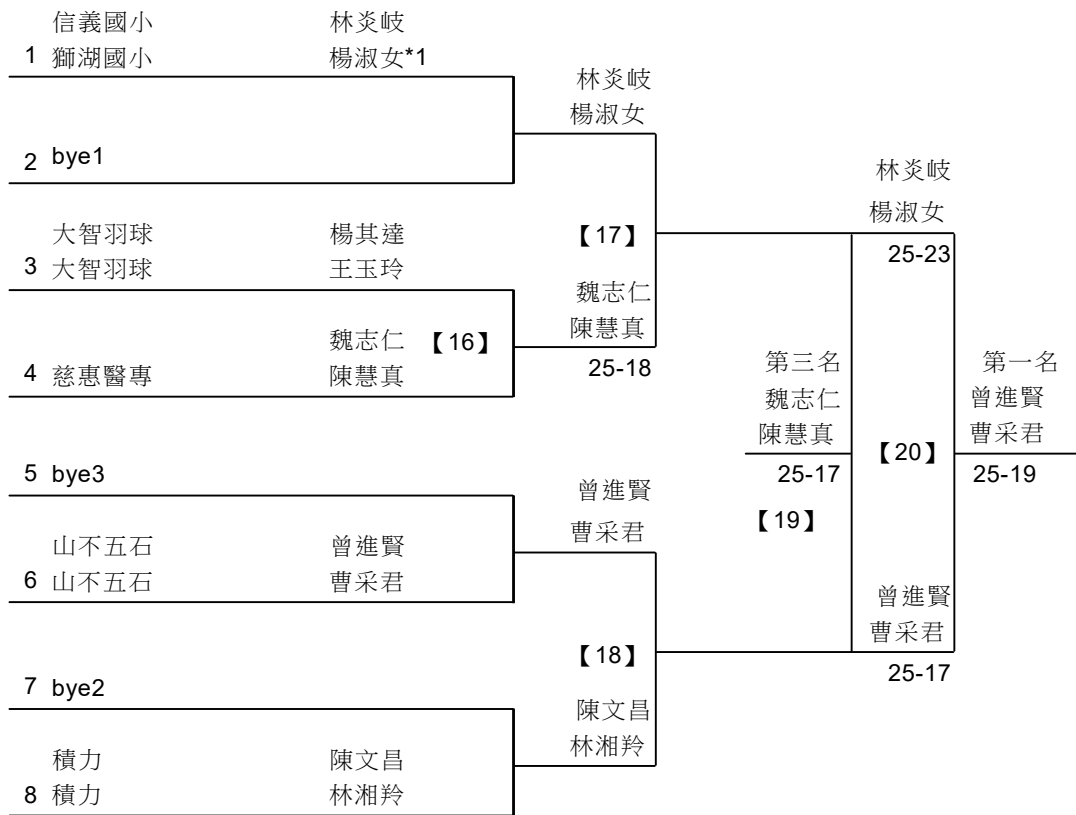 信義國小 林炎岐
1 獅湖國小 楊淑女*1
林炎岐
楊淑女
2 bye1
林炎岐
楊淑女
大智羽球 楊其達
3 大智羽球 王玉玲
【17】
25-23
魏志仁
陳慧真
魏志仁 【16】
4 慈惠醫專 陳慧真
25-18
第三名
魏志仁
陳慧真
第一名
曾進賢
曹采君
【20】
5 bye3
25-17
25-19
曾進賢
曹采君
【19】
山不五石 曾進賢
6 山不五石 曹采君
曾進賢
曹采君
【18】
25-17
7 bye2
陳文昌
林湘羚
積力 陳文昌
8 積力 林湘羚